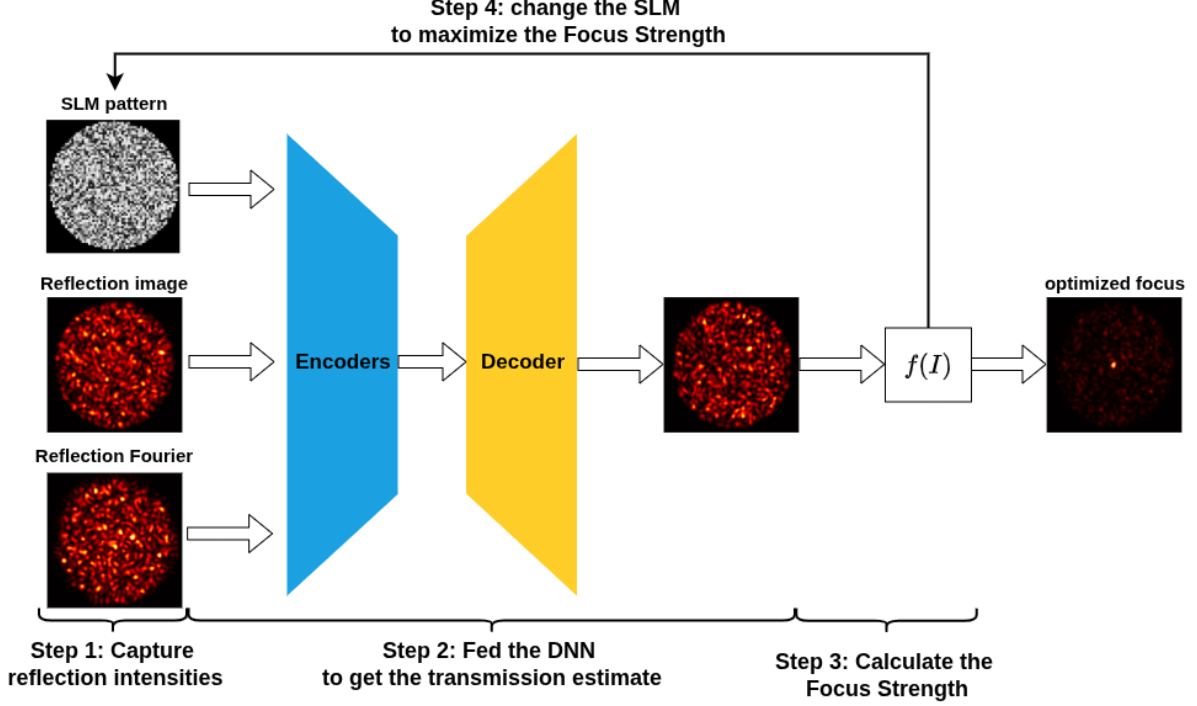 Step 4: change the SLM
to maximize the Focus Strength
SLM pattern
Reflection image
optimized focus
Encoders
Decoder
f(I)
Reflection Fourier
Step 1: Capture
reflection intensities
Step 2: Fed the DNN
to get the transmission estimate
Step 3: Calculate the
Focus Strength